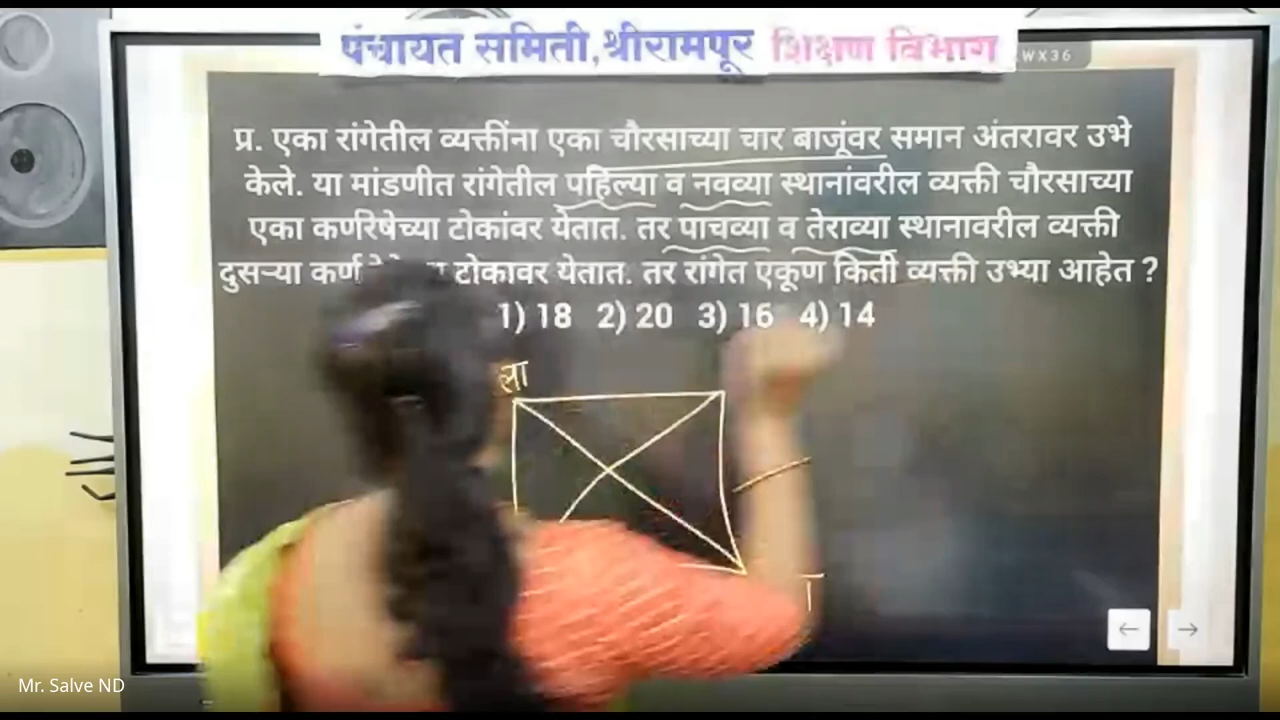 पंचायत समिती,श्रीरामपूर शिक्षण विभाग
WX36
प्र. एका रांगेतील व्यक्तींना एका चौरसाच्या चार बाजूंवर समान अंतरावर उभे
केले. या मांडणीत रांगेतील पहिल्या व नवव्या स्थानांवरील व्यक्ती चौरसाच्या
एका कर्णरेषेच्या टोकांवर येतात. तर पाचव्या व तेराव्या स्थानावरील व्यक्ती
दुसऱ्या कर्ण टोकावर येतात. तर रांगेत एकूण किती व्यक्ती उभ्या आहेत ?
1) 18 2) 20 3) 16 4) 14
ला
Mr. Salve ND